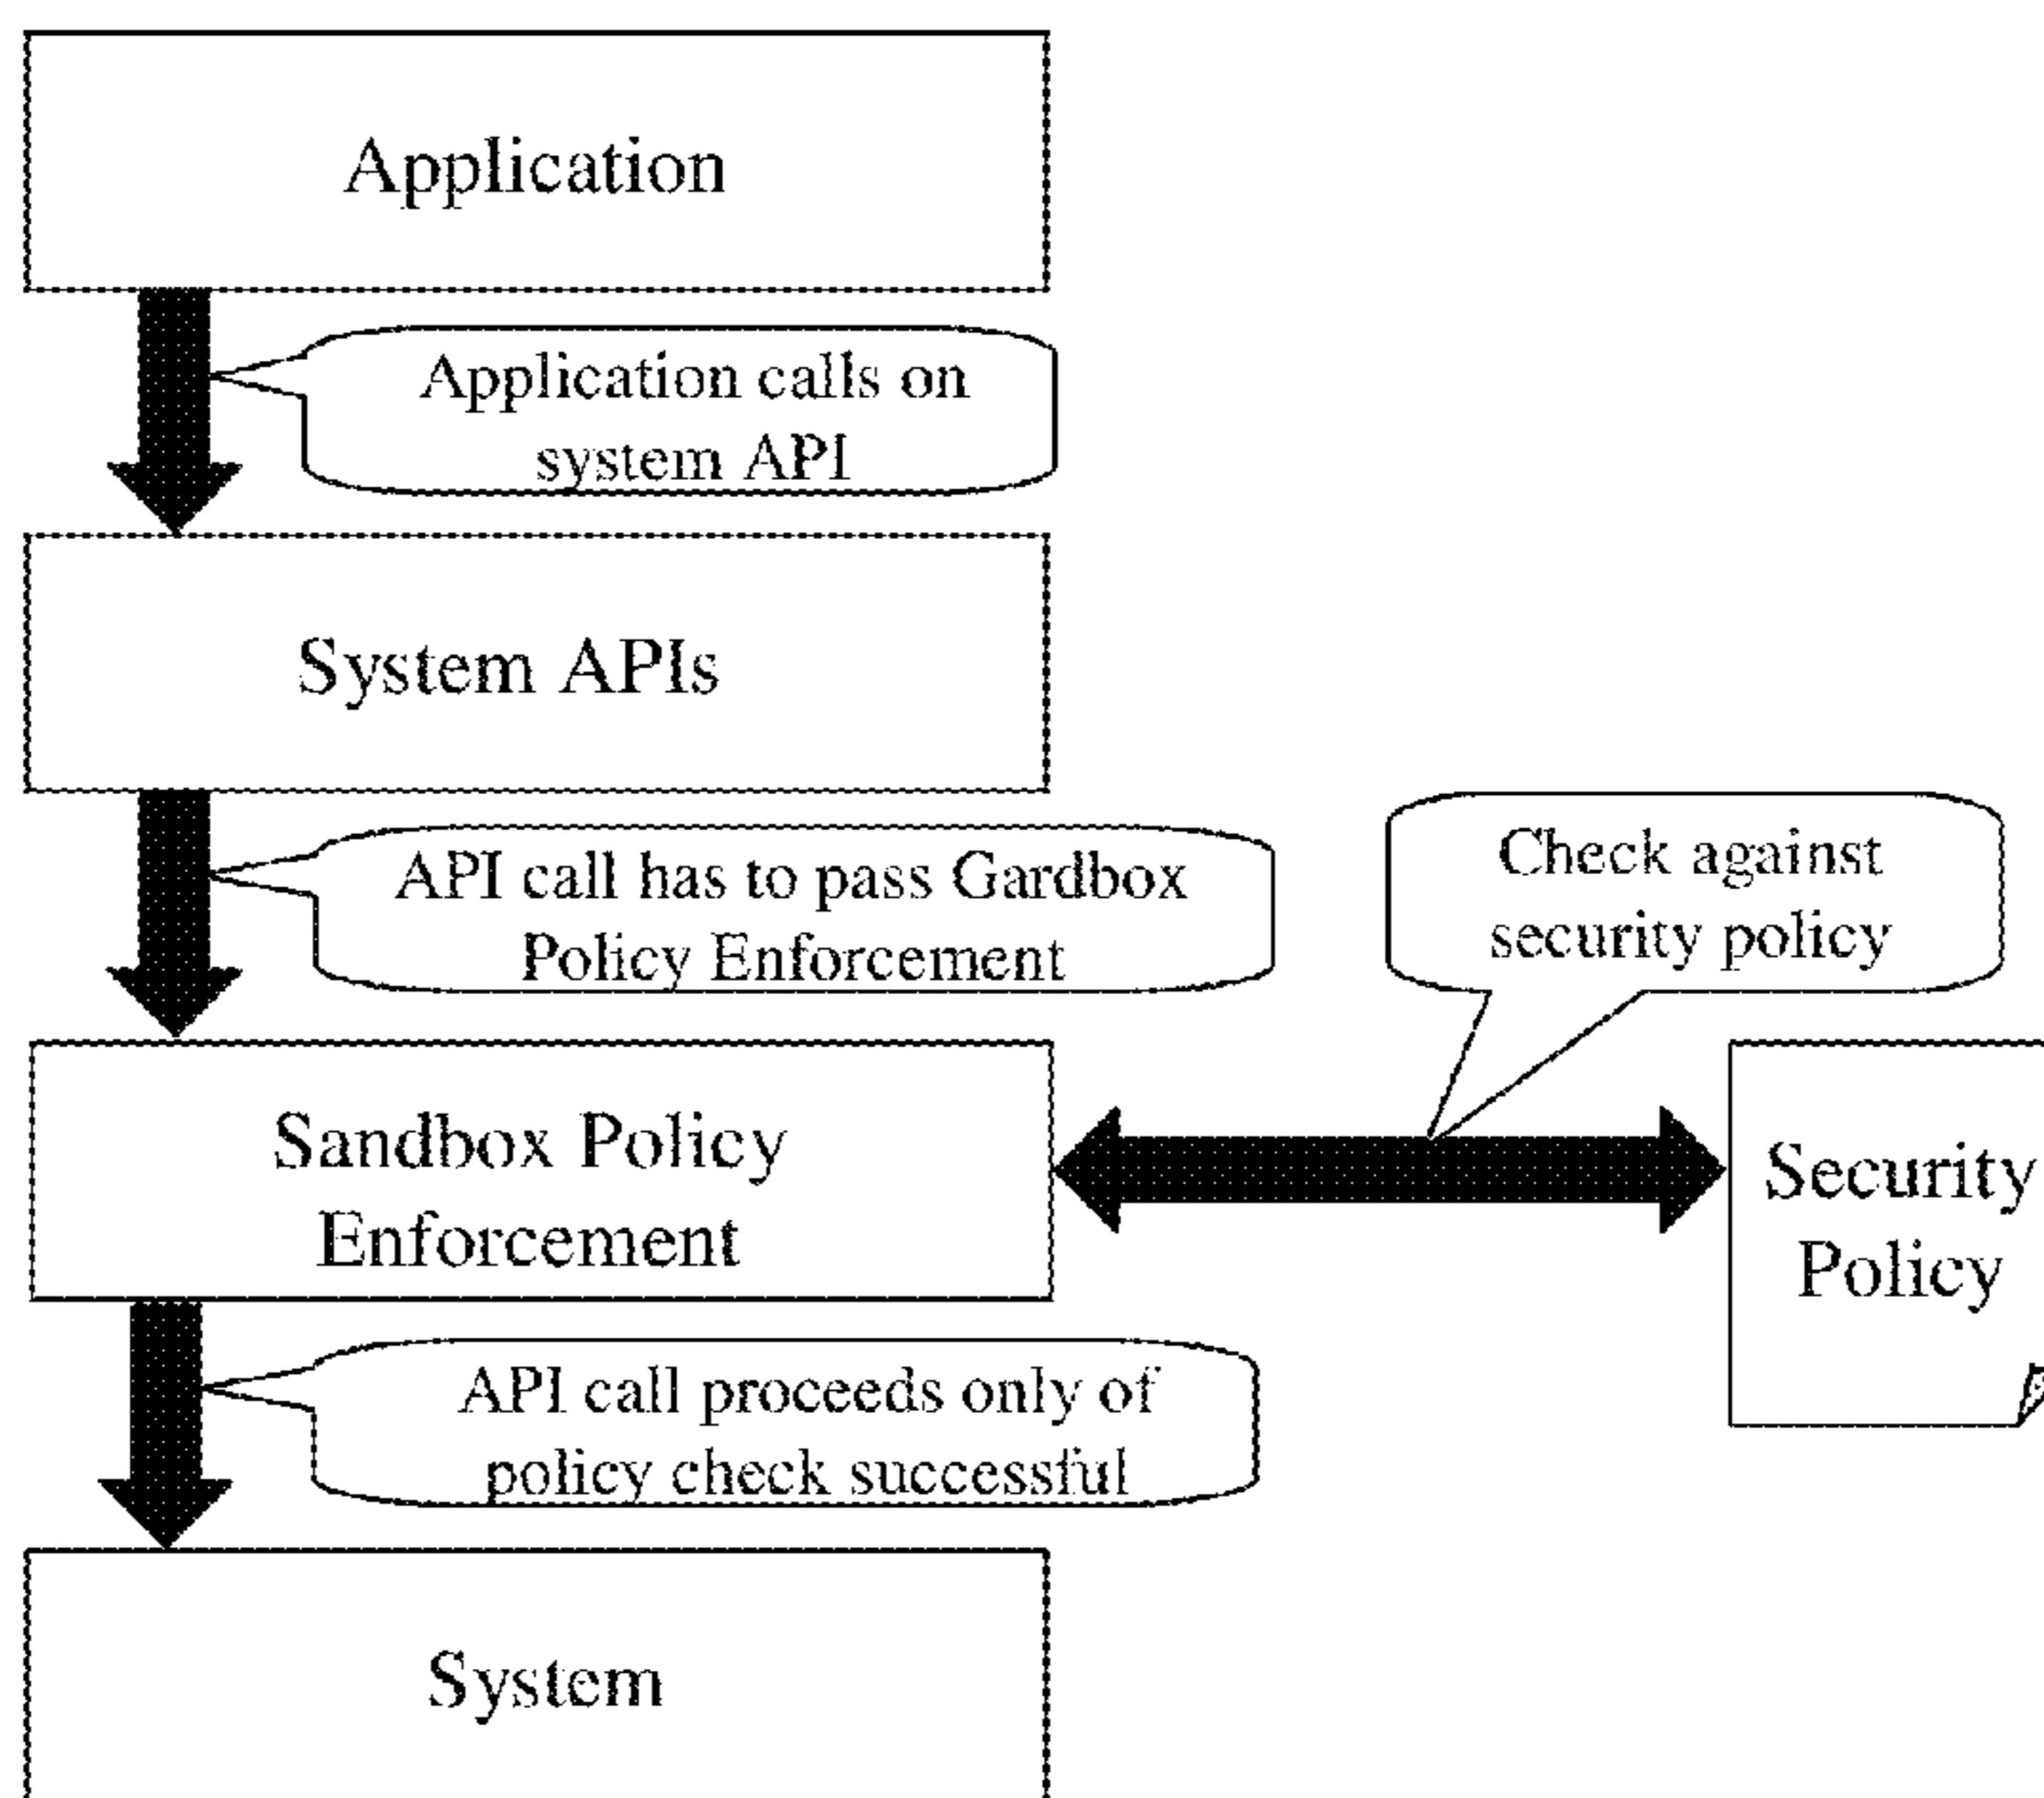 Application
Application calls on
system API
System APIs
API call has to pass Gardbox
Policy Enforcement
Check against
security policy
Sandbox Policy
Enforcement
Security
Policy
API call proceeds only of
policy check successful
System